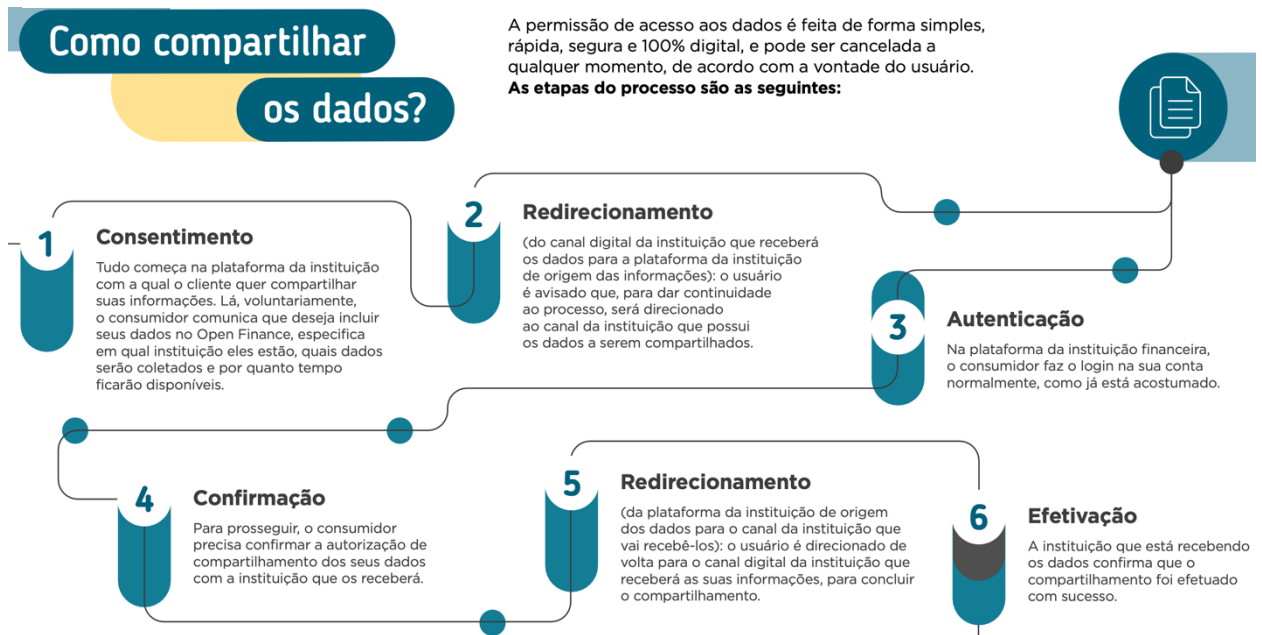 Como compartilhar
os dados?
A permissão de acesso aos dados é feita de forma simples,
rápida, segura e 100% digital, e pode ser cancelada a
qualquer momento, de acordo com a vontade do usuário.
As etapas do processo são as seguintes:
1
Consentimento
Tudo começa na plataforma da instituição
com a qual o cliente quer compartilhar
suas informações. Lá, voluntariamente,
o consumidor comunica que deseja incluir
seus dados no Open Finance, especifica
em qual instituição eles estão, quais dados
serão coletados e por quanto tempo
ficarão disponíveis.
2
Redirecionamento
(do canal digital da instituição que receberá
os dados para a plataforma da instituição
de origem das informações): o usuário
é avisado que, para dar continuidade
ao processo, será direcionado
ao canal da instituição que possui
os dados a serem compartilhados.
3
Autenticação
Na plataforma da instituição financeira,
o consumidor faz o login na sua conta
normalmente, como já está acostumado.
4
Confirmação
Para prosseguir, o consumidor
precisa confirmar a autorização de
compartilhamento dos seus dados
com a instituição que os receberá.
5
Redirecionamento
(da plataforma da instituição de origem
dos dados para o canal da instituição que
vai recebê-los): o usuário é direcionado de
volta para o canal digital da instituição que
receberá as suas informações, para concluir
o compartilhamento.
6
Efetivação
A instituição que está recebendo
os dados confirma que o
compartilhamento foi efetuado
com sucesso.